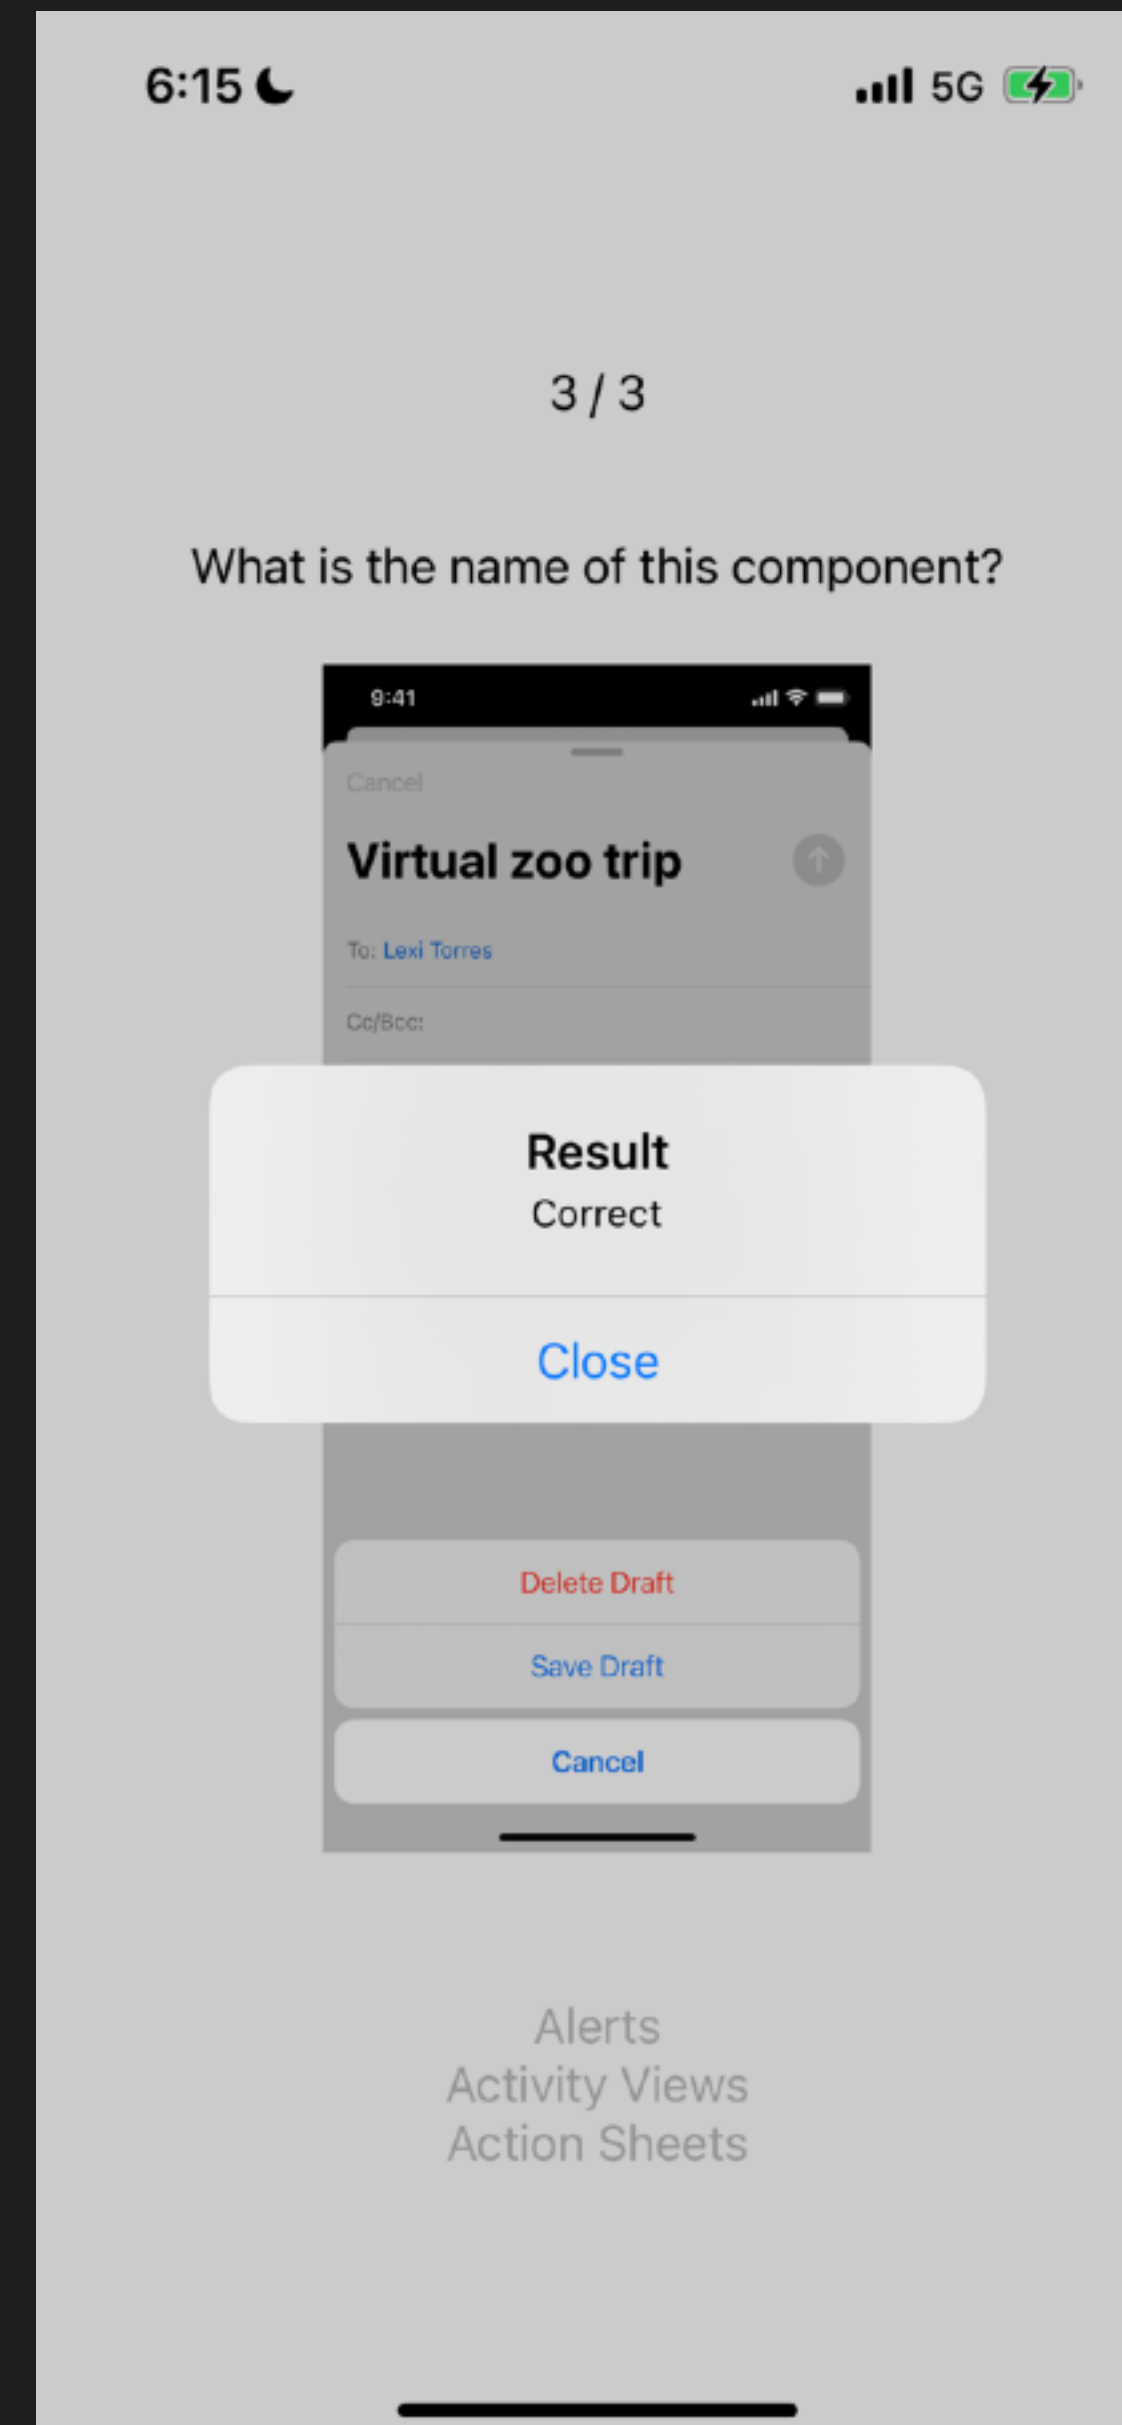 6:15 5G
3 / 3
What is the name of this component?
9:41
Cancel
Virtual zoo trip
To: Lexi Torres
Cc/Bcc:
Result
Correct
Close
Delete Draft
Save Draft
Cancel
Alerts
Activity Views
Action Sheets